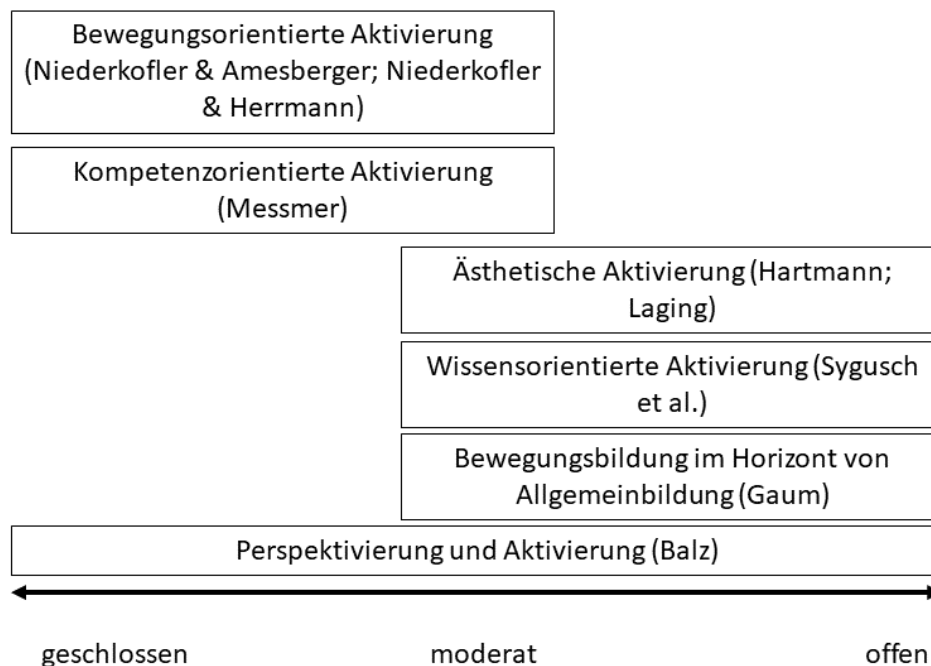 Bewegungsorientierte Aktivierung
(Niederkofler & Amesberger; Niederkofler
& Herrmann)
Kompetenzorientierte Aktivierung
(Messmer)
Ästhetische Aktivierung (Hartmann;
Laging)
Wissensorientierte Aktivierung (Sygusch
et al.)
Bewegungsbildung im Horizont von
Allgemeinbildung (Gaum)
Perspektivierung und Aktivierung (Balz)
geschlossen moderat offen